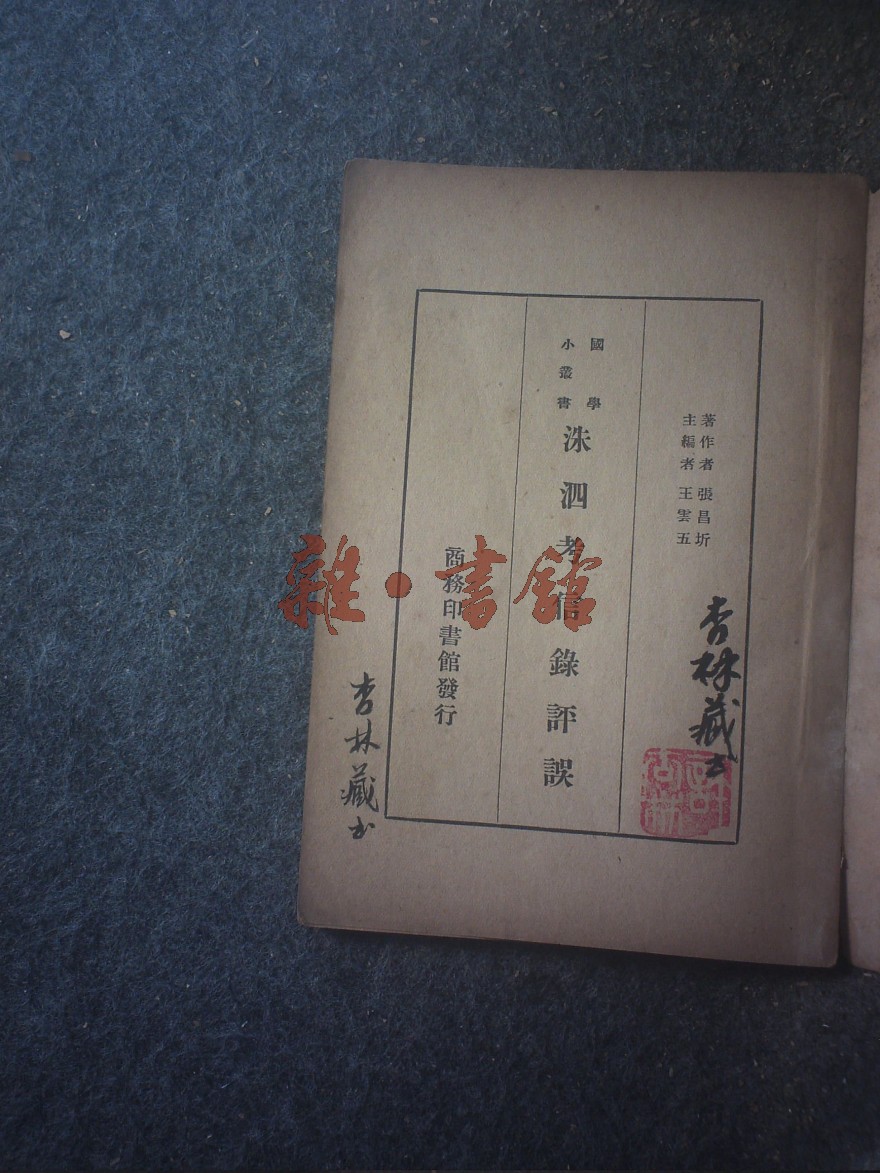 著作者張昌圻
主編者王雲五
國學
小叢書
洙泗考信錄評誤
商務印書館發行
杏林藏書
杏林藏書
雜·書館